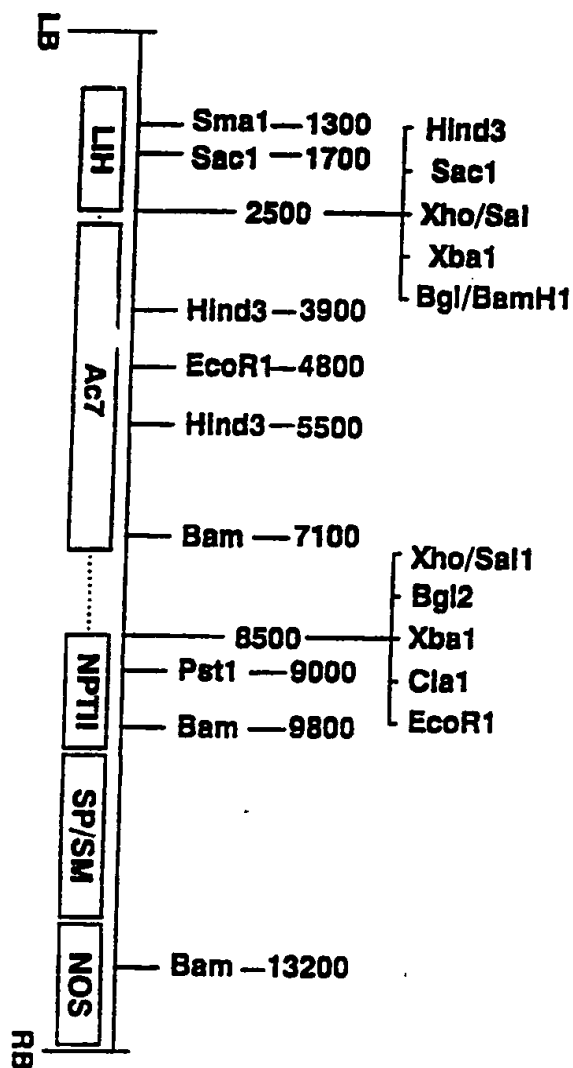 LB
LIH
Sma1—1300
Sac1—1700
2500
Hind3
Sac1
Xho/Sal
Xba1
Bgl/BamH1
Ac7
Hind3—3900
EcoR1—4800
Hind3—5500
Bam—7100
8500
Xho/Sal1
Bgl2
Xba1
Cla1
EcoR1
NPTII
Pst1—9000
Bam—9800
SP/SM
NOS
Bam—13200
RB